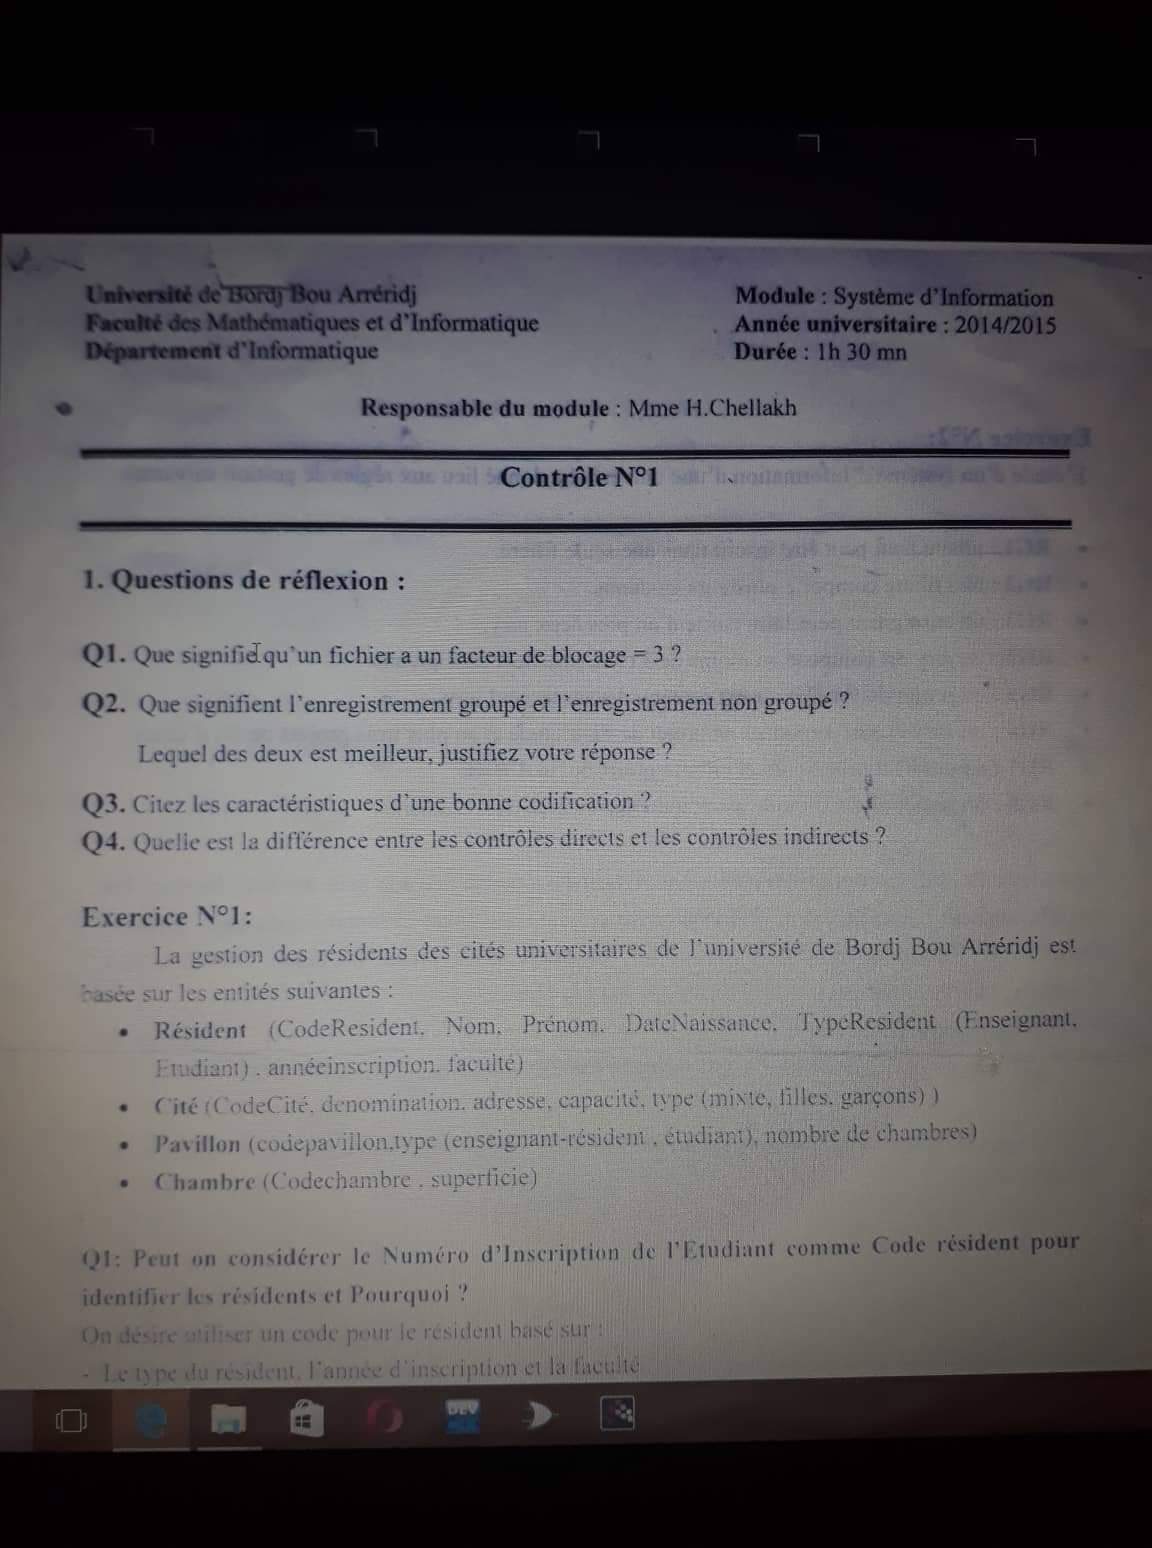 Université de Bordj Bou Arréridj
Faculté des Mathématiques et d'Informatique
Département d'Informatique
Module : Système d'Information
Année universitaire : 2014/2015
Durée : 1h 30 mn
Responsable du module : Mme H.Chellakh
Contrôle N°1
1. Questions de réflexion :
Q1. Que signifie qu'un fichier a un facteur de blocage = 3 ?
Q2. Que signifient l'enregistrement groupé et l'enregistrement non groupé ?
Lequel des deux est meilleur, justifiez votre réponse ?
Q3. Citez les caractéristiques d'une bonne codification ?
Q4. Quelle est la différence entre les contrôles directs et les contrôles indirects ?
Exercice N°1:
La gestion des résidents des cités universitaires de l'université de Bordj Bou Arréridj est
basée sur les entités suivantes :
• Résident (CodeResident, Nom, Prénom, DateNaissance, TypeResident (Enseignant,
Etudiant) , annéeinscription, faculté)
• Cité (CodeCité, denomination, adresse, capacité, type (mixte, filles, garçons) )
• Pavillon (codepavillon,type (enseignant-résident , étudiant), nombre de chambres)
• Chambre (Codechambre , superficie)
Q1: Peut on considérer le Numéro d'Inscription de l'Etudiant comme Code résident pour
identifier les résidents et Pourquoi ?
On désire utiliser un code pour le résident basé sur :
- Le type du résident, l'année d'inscription et la faculté
DEV